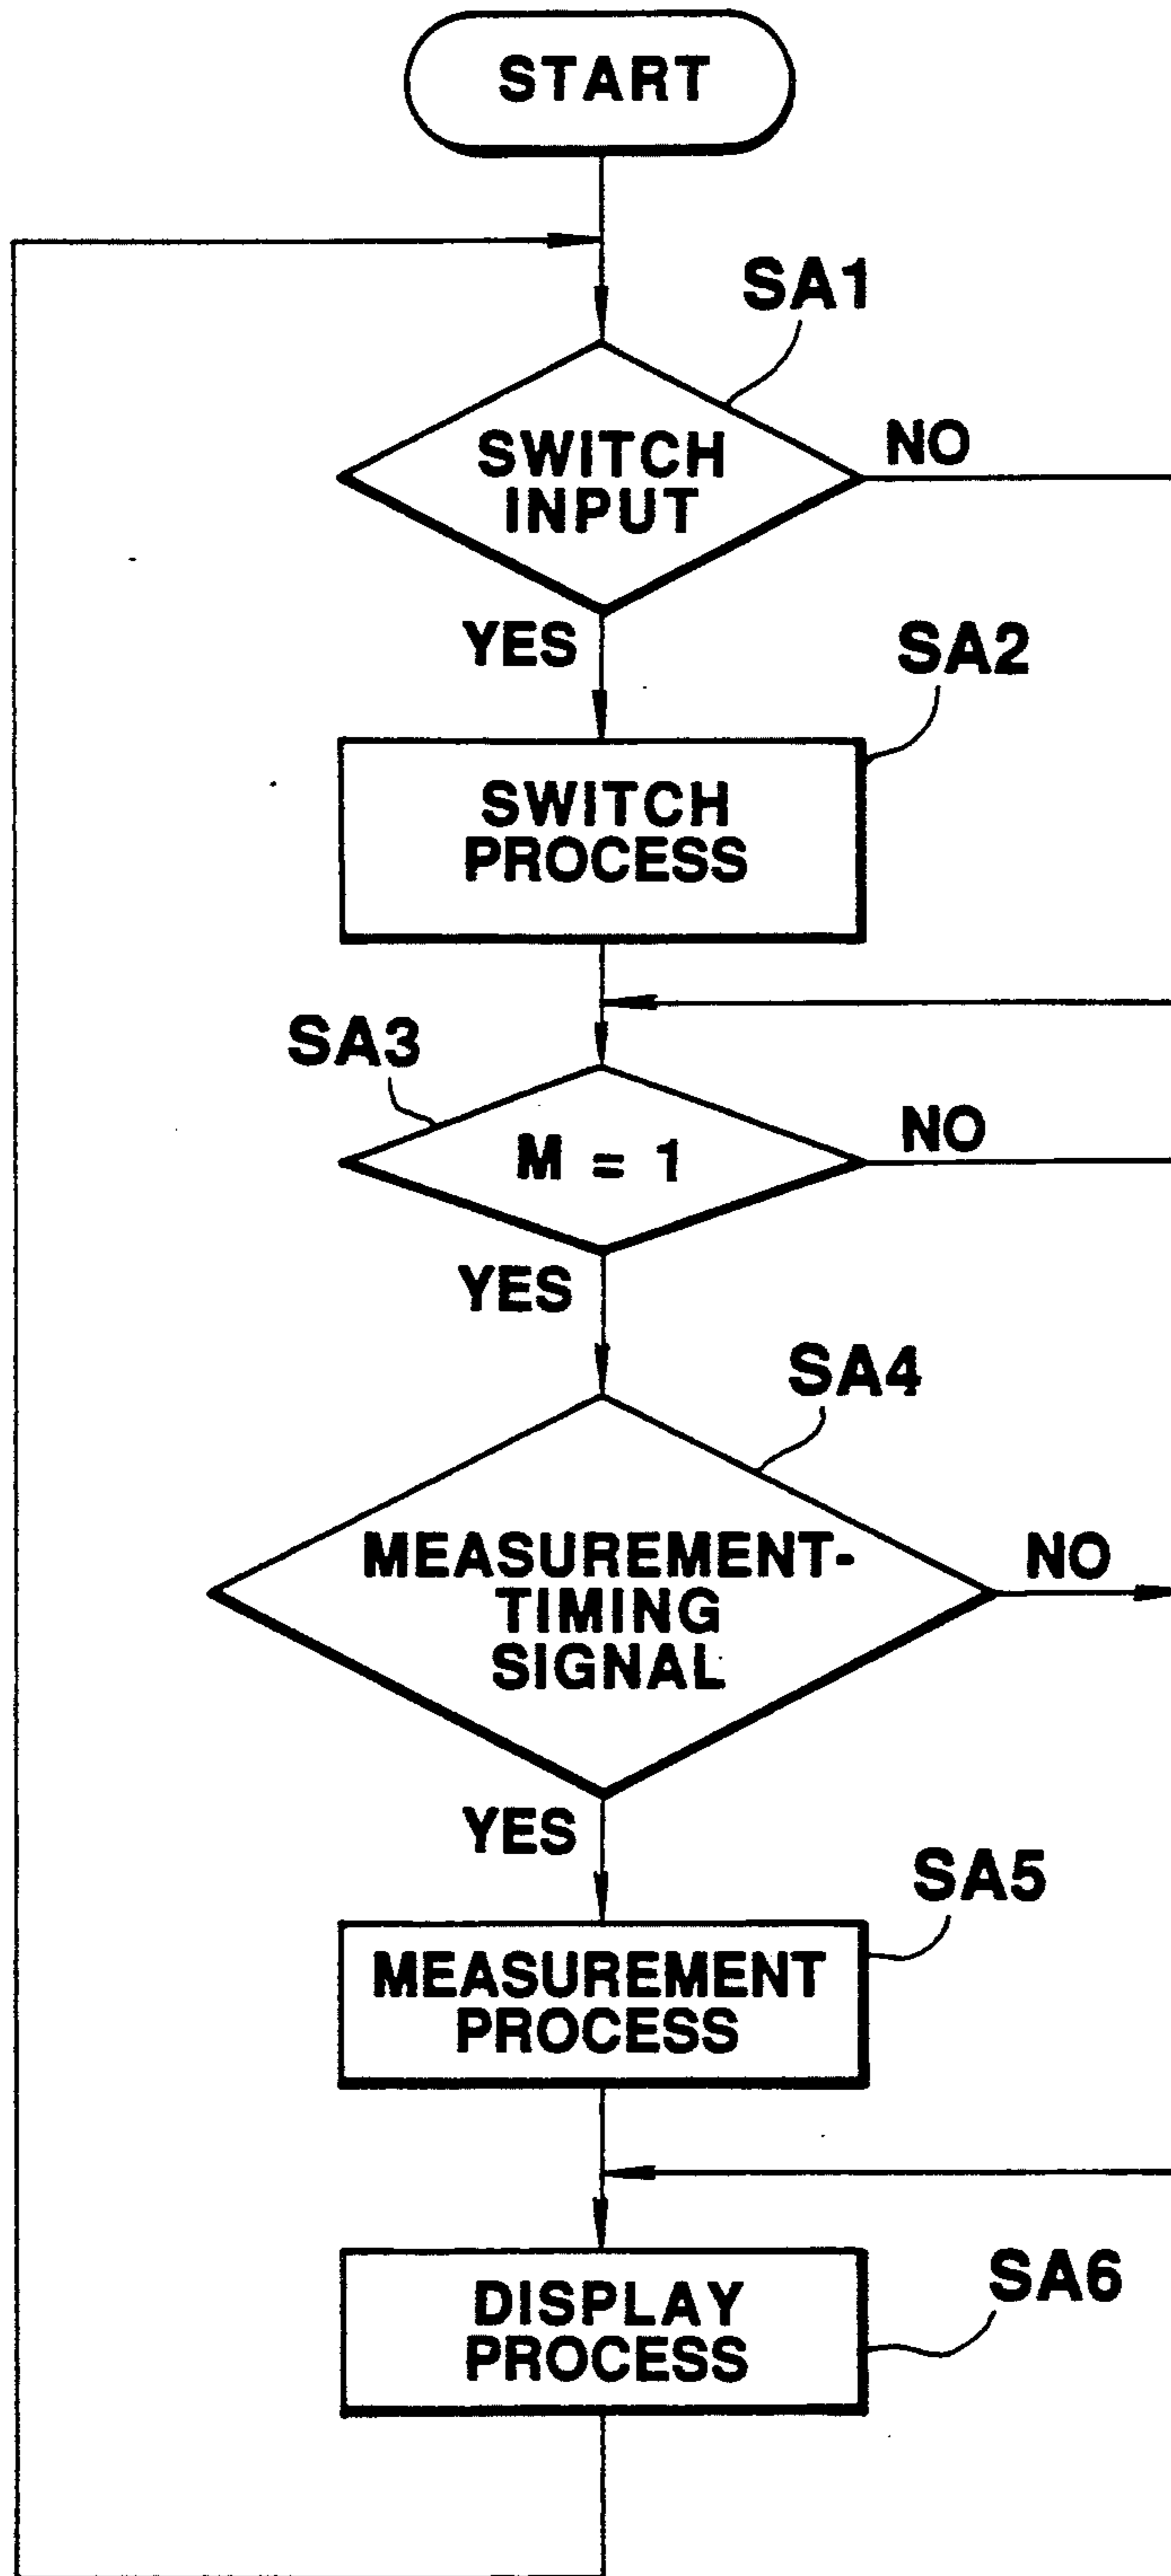 START
SA1
SWITCH
INPUT
NO
YES
SA2
SWITCH
PROCESS
SA3
M = 1
NO
YES
SA4
MEASUREMENT-
TIMING
SIGNAL
NO
YES
SA5
MEASUREMENT
PROCESS
SA6
DISPLAY
PROCESS